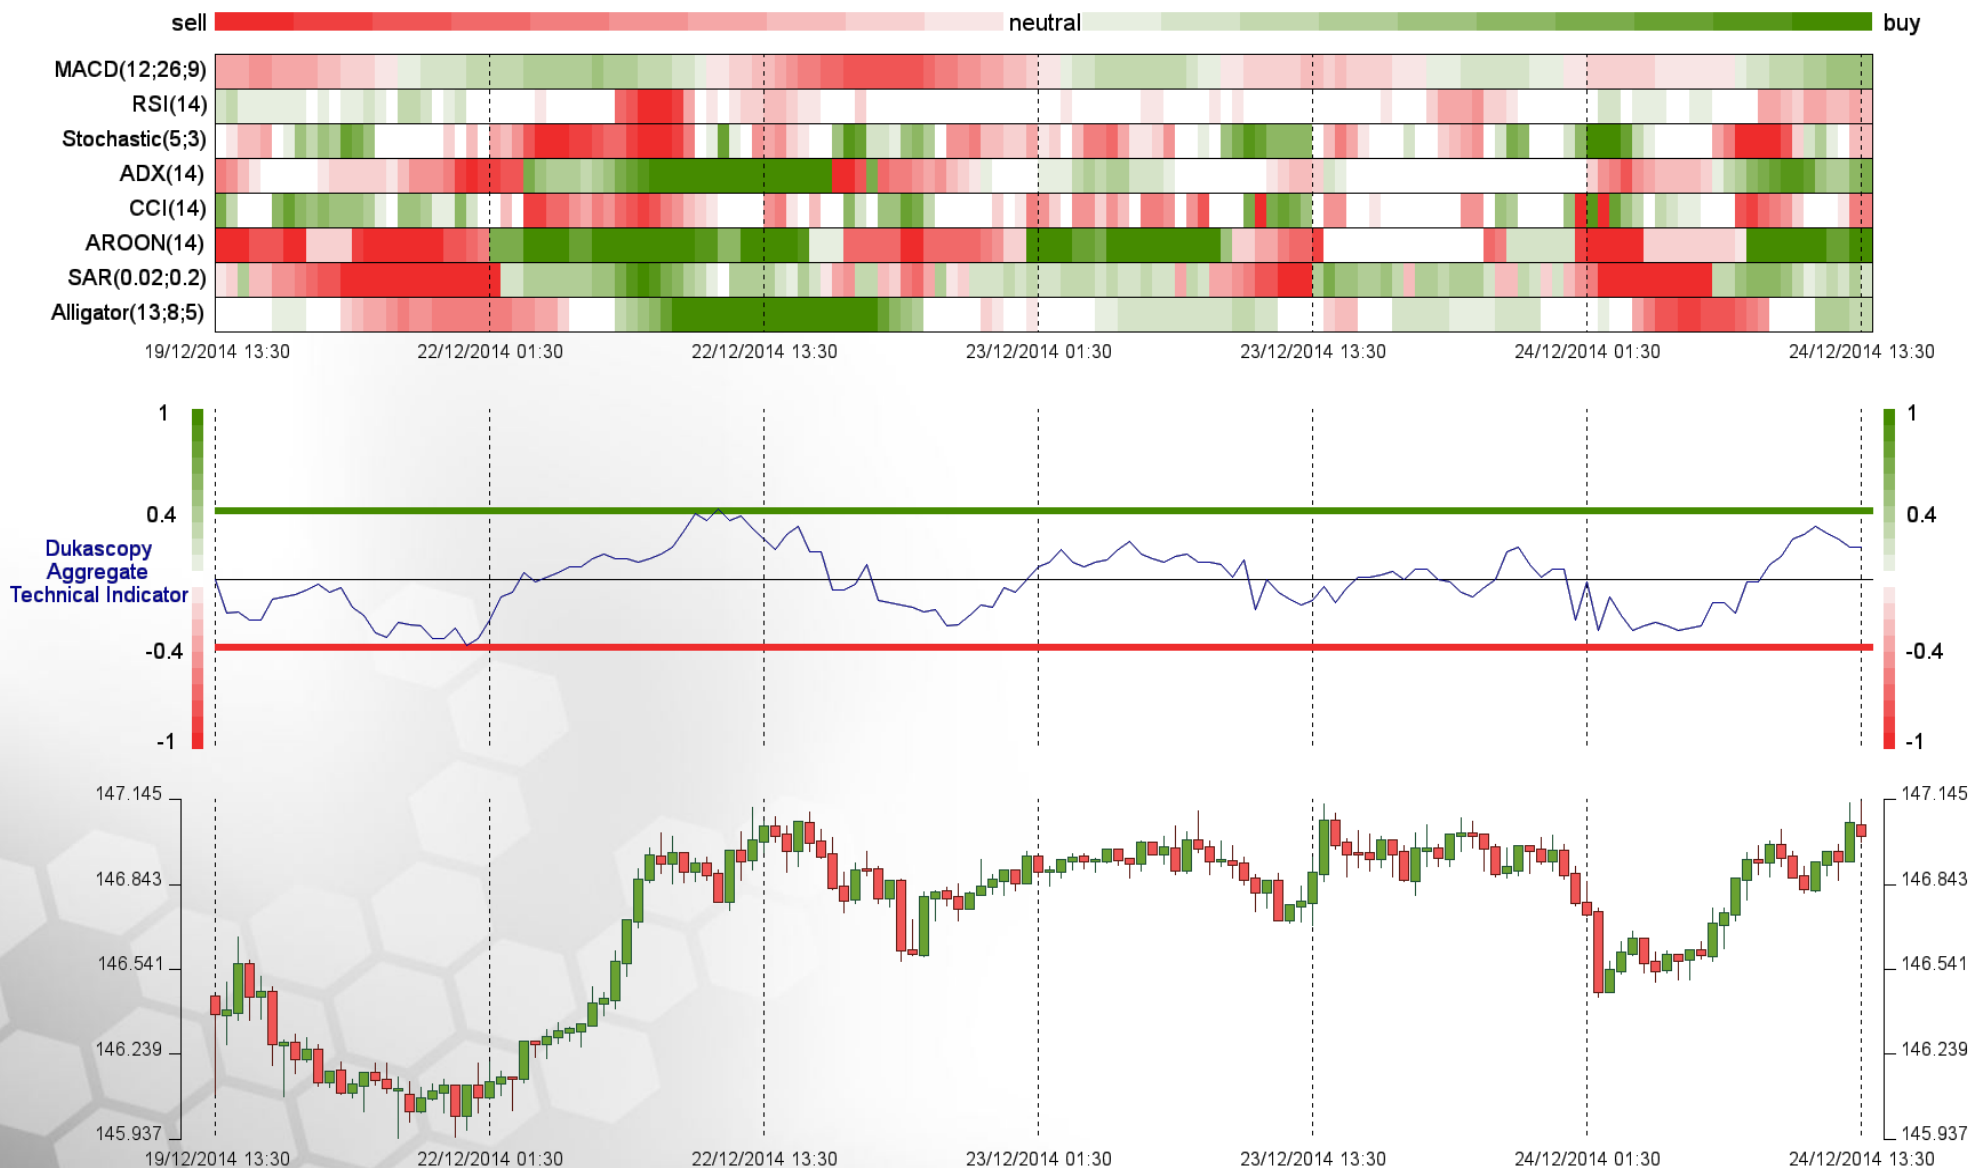 sell neutral buy
MACD(12;26;9)
RSI(14)
Stochastic(5;3)
ADX(14)
CCI(14)
AROON(14)
SAR(0.02;0.2)
Alligator(13;8;5)
19/12/2014 13:30 22/12/2014 01:30 22/12/2014 13:30 23/12/2014 01:30 23/12/2014 13:30 24/12/2014 01:30 24/12/2014 13:30
1 1
0.4 0.4
Dukascopy
Aggregate
Technical Indicator
-0.4 -0.4
-1 -1
147.145 147.145
146.843 146.843
146.541 146.541
146.239 146.239
145.937 145.937
19/12/2014 13:30 22/12/2014 01:30 22/12/2014 13:30 23/12/2014 01:30 23/12/2014 13:30 24/12/2014 01:30 24/12/2014 13:30